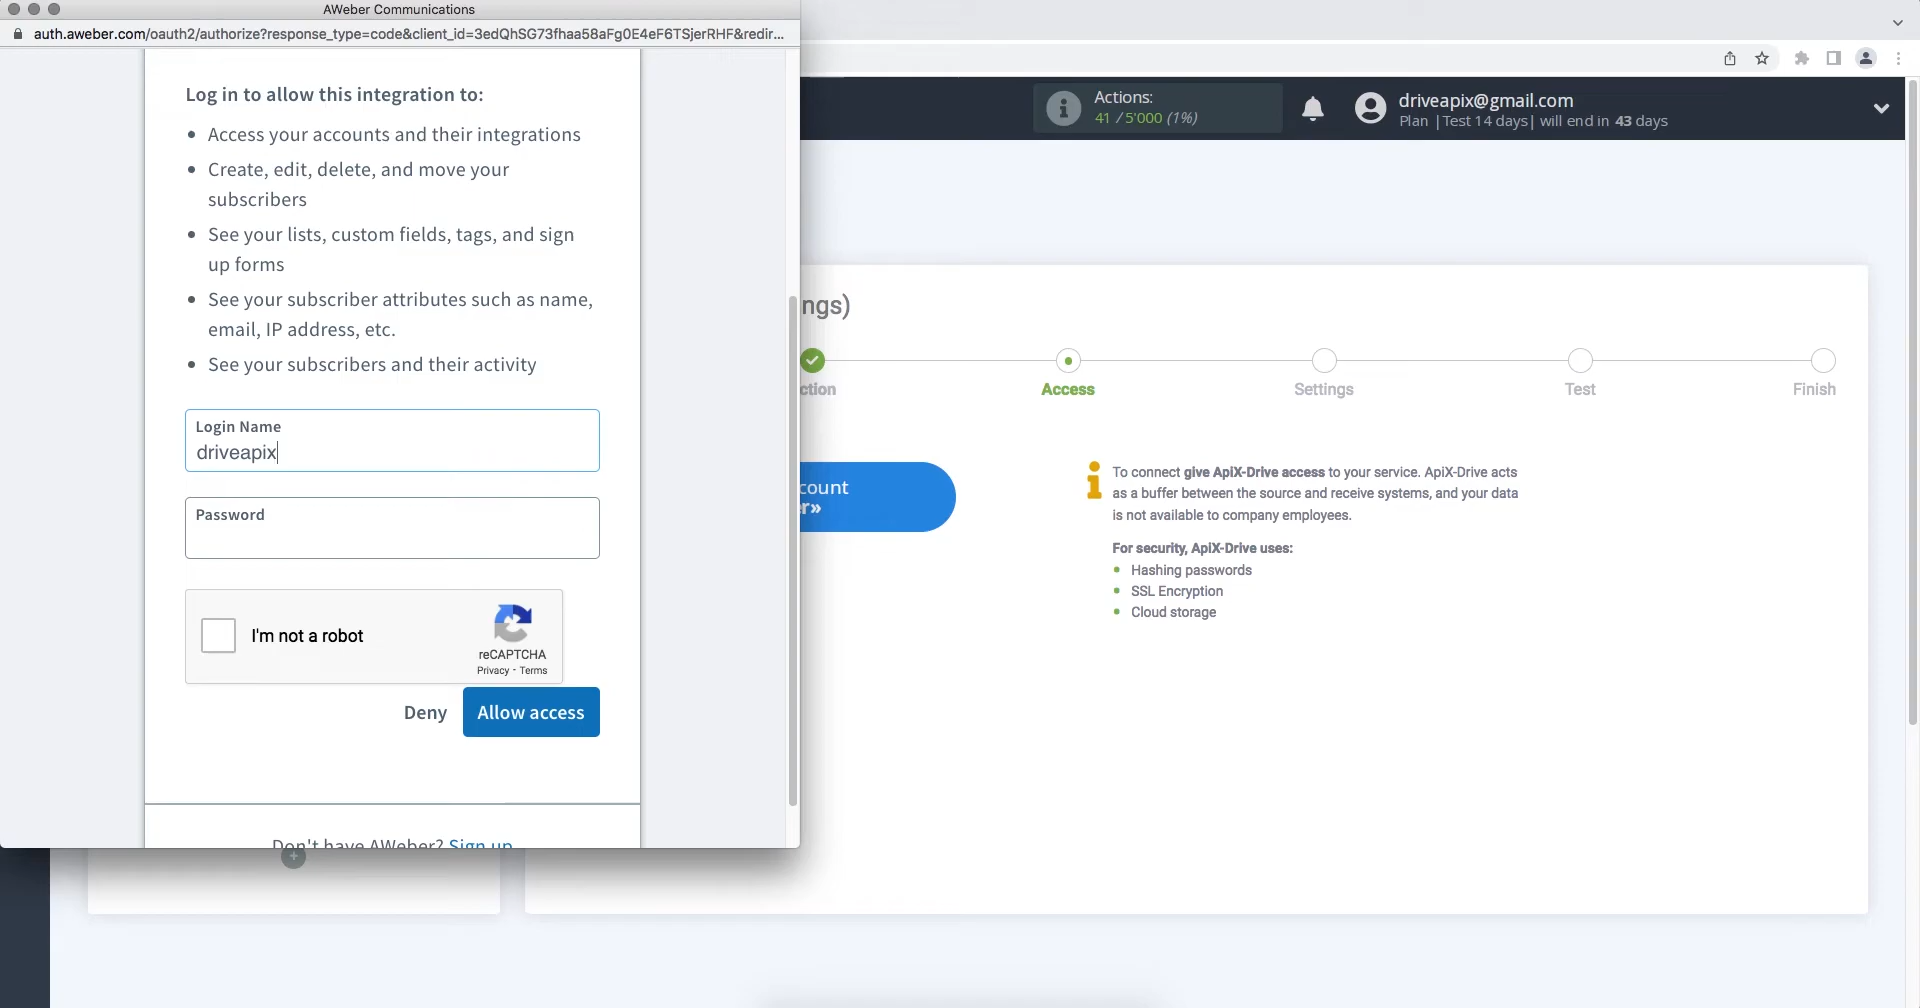 AWeber Communications
auth.aweber.com/oauth2/authorize?response_type=code&client_id=3edQhSG73fhaa58aFg0E4eF6TSjerRHF&redir...
Log in to allow this integration to:
Access your accounts and their integrations
Create, edit, delete, and move your
subscribers
See your lists, custom fields, tags, and sign
up forms
See your subscriber attributes such as name,
email, IP address, etc.
See your subscribers and their activity
Login Name
driveapix
Password
I'm not a robot
reCAPTCHA
Privacy - Terms
Deny
Allow access
Don't have AWeber? Sign up
Actions:
41 / 5'000 (1%)
driveapix@gmail.com
Plan |Test 14 days| will end in 43 days
ngs)
ction
Access
Settings
Test
Finish
count
er»
To connect give ApiX-Drive access to your service. ApiX-Drive acts
as a buffer between the source and receive systems, and your data
is not available to company employees.
For security, ApiX-Drive uses:
Hashing passwords
SSL Encryption
Cloud storage